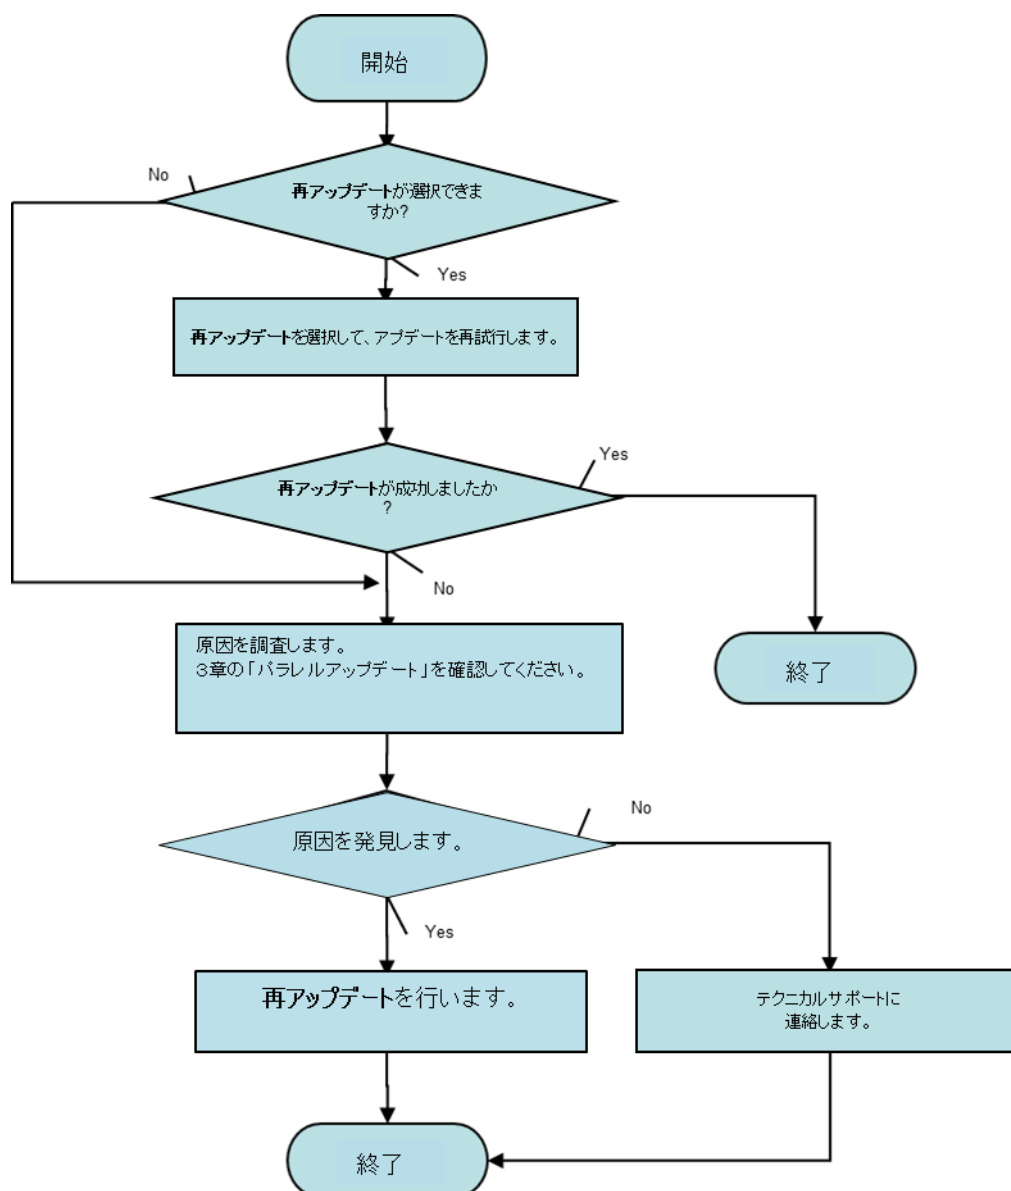 開始
No
再アップデートが選択できま
すか?
Yes
再アップデートを選択して、アプデートを再試行します。
Yes
再アップデートが成功しましたか
?
No
原因を調査します。
3章の「パラレルアップデート」を確認してください。
終了
No
原因を発見します。
Yes
再アップデートを行います。
テクニカルサポートに
連絡します。
終了